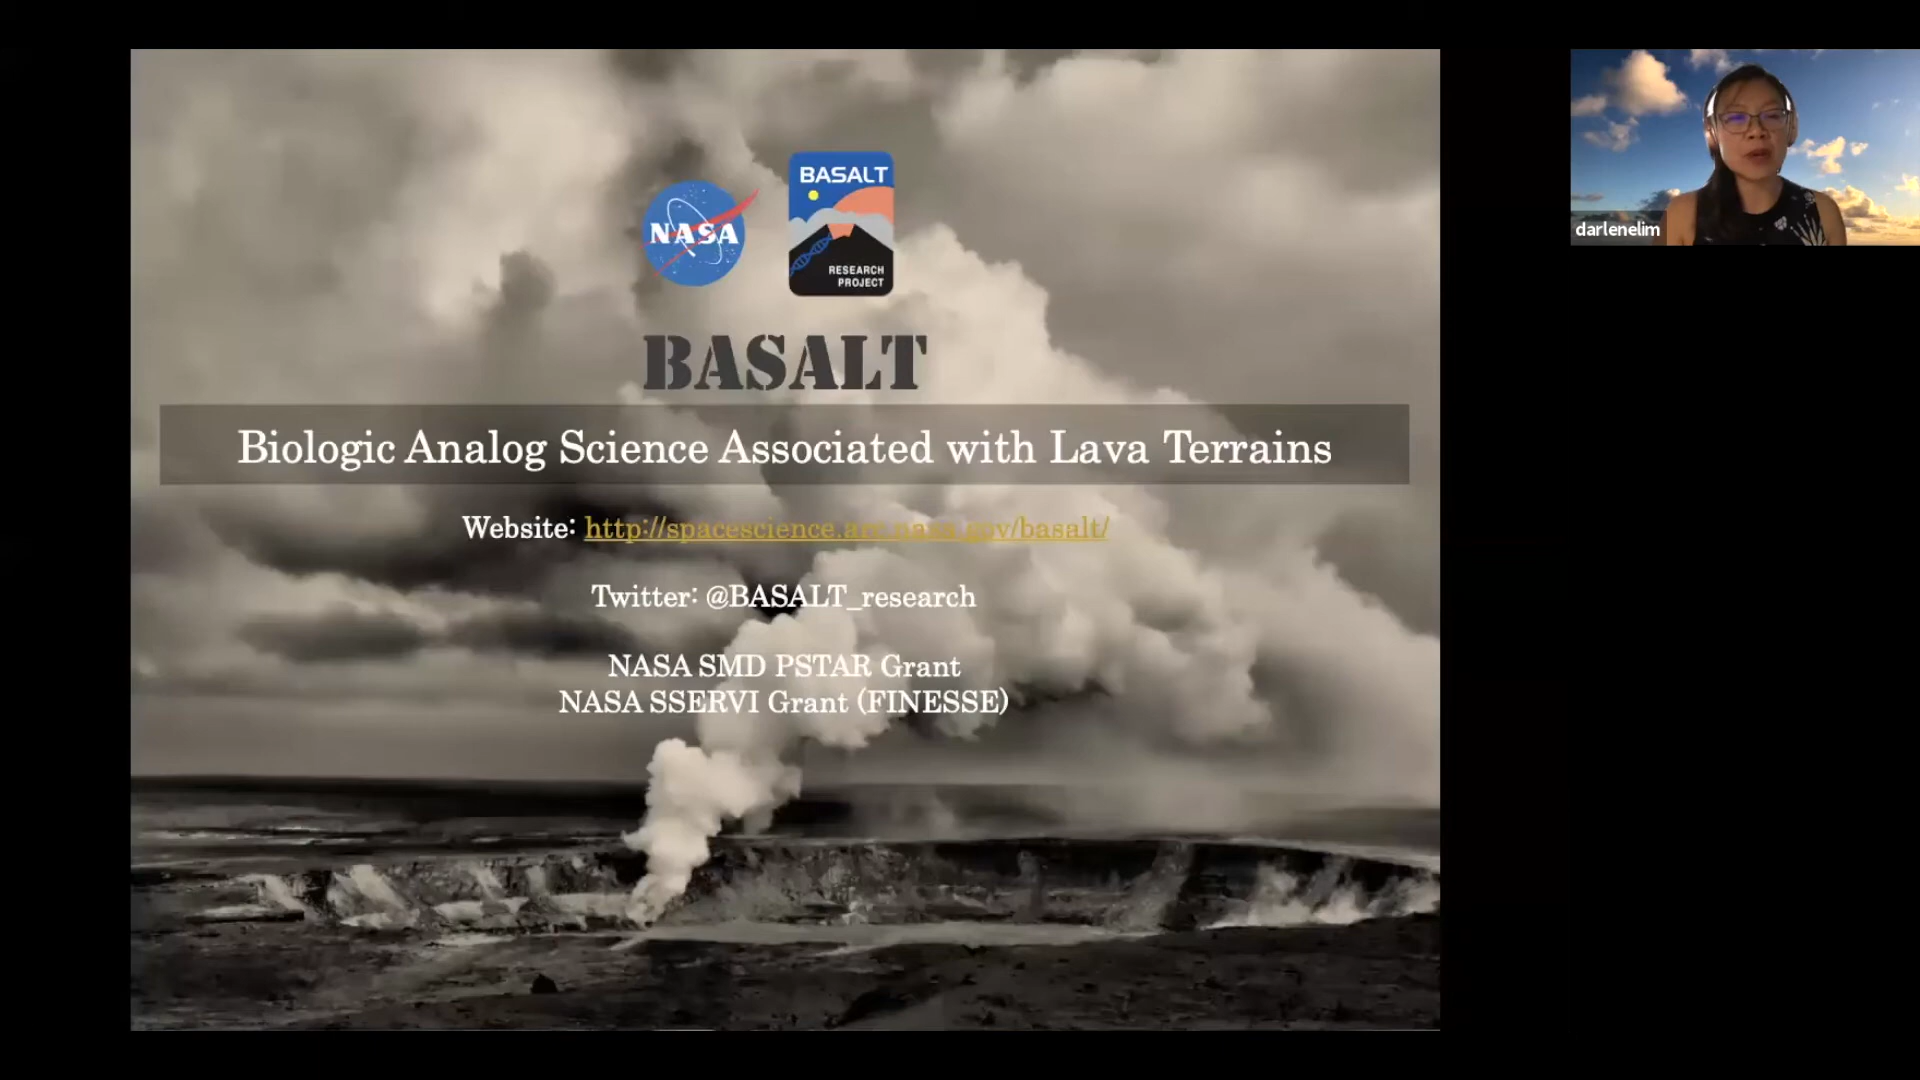 NASA
BASALT
RESEARCH
PROJECT
BASALT
Biologic Analog Science Associated with Lava Terrains
Website: http://spacescience.arc.nasa.gov/basalt/
Twitter: @BASALT_research
NASA SMD PSTAR Grant
NASA SSERVI Grant (FINESSE)
darlenelim